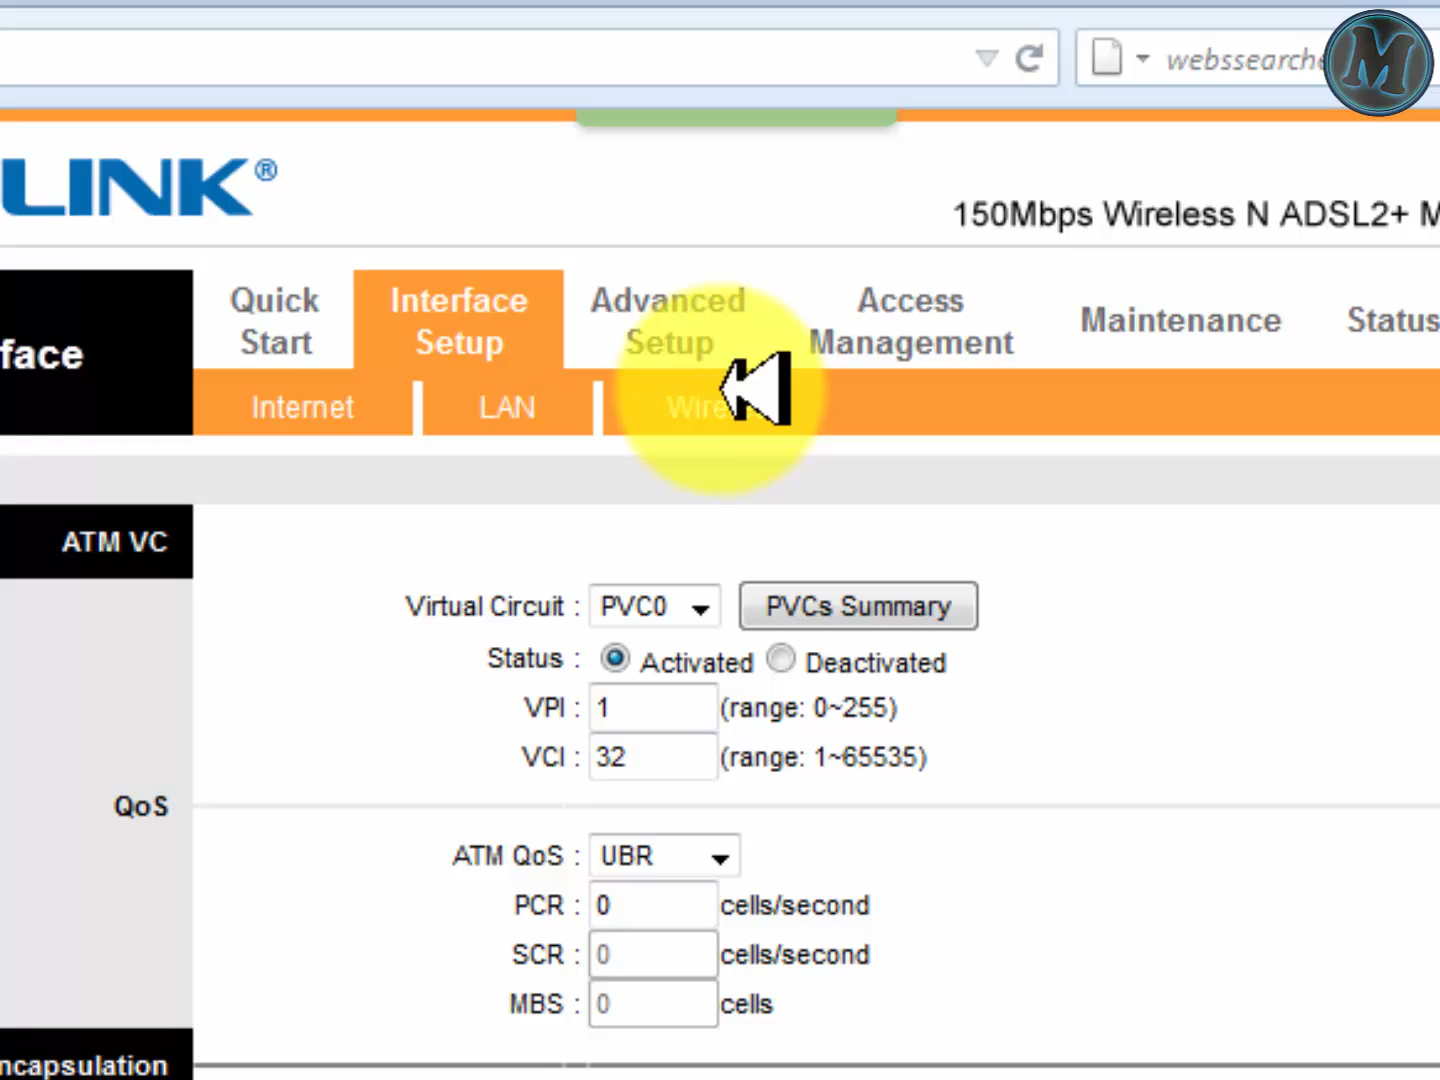 webssearche
M
LINK®
150Mbps Wireless N ADSL2+ M
face
Quick Start
Interface Setup
Advanced Setup
Access Management
Maintenance
Status
Internet
LAN
ATM VC
Virtual Circuit : PVC0 PVCs Summary
Status : Activated Deactivated
VPI : 1 (range: 0~255)
VCI : 32 (range: 1~65535)
QoS
ATM QoS : UBR
PCR : 0 cells/second
SCR : 0 cells/second
MBS : 0 cells
ncapsulation